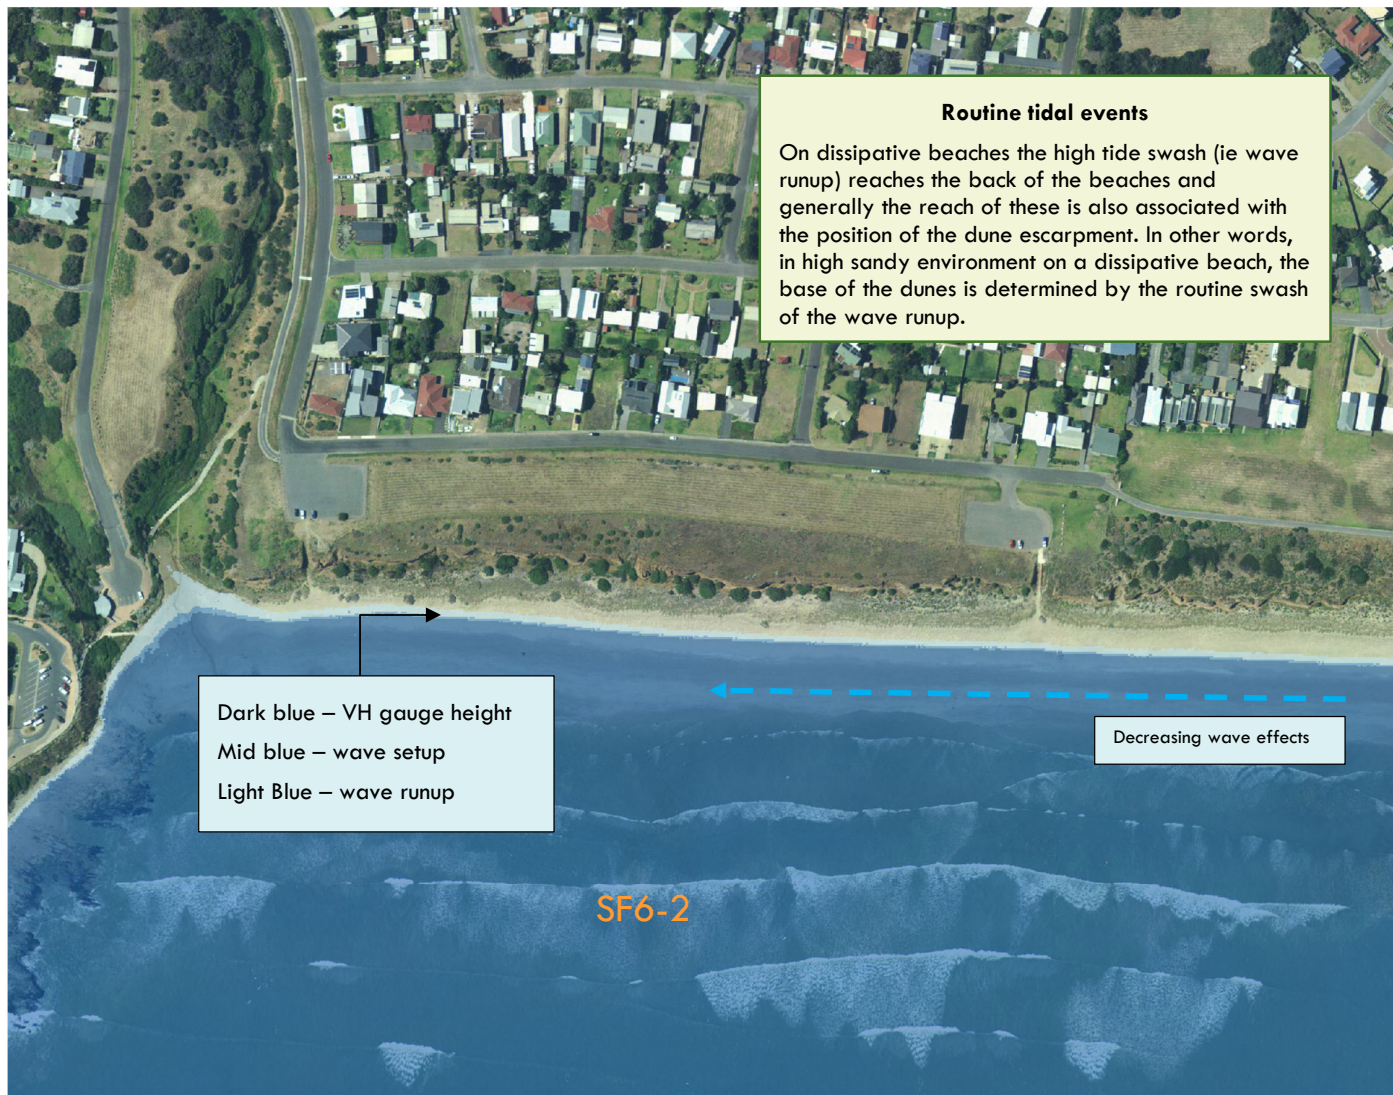 Routine tidal events
On dissipative beaches the high tide swash (ie wave
runup) reaches the back of the beaches and
generally the reach of these is also associated with
the position of the dune escarpment. In other words,
in high sandy environment on a dissipative beach, the
base of the dunes is determined by the routine swash
of the wave runup.
Dark blue – VH gauge height
Mid blue – wave setup
Light Blue – wave runup
Decreasing wave effects
SF6-2